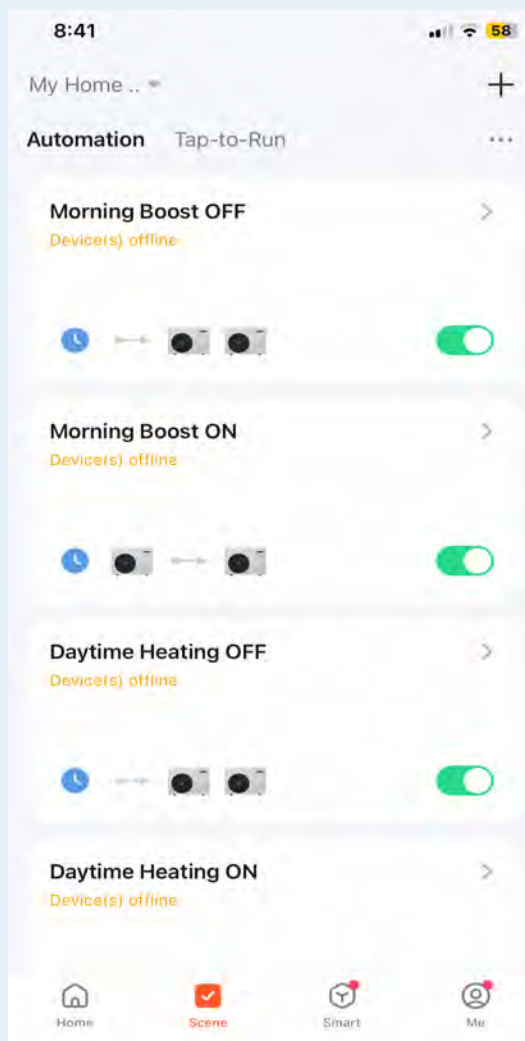 8:41
58
My Home ..
Automation Tap-to-Run
Morning Boost OFF
Device(s) offline
Morning Boost ON
Device(s) offline
Daytime Heating OFF
Device(s) offline
Daytime Heating ON
Device(s) offline
Home Scene Smart Me